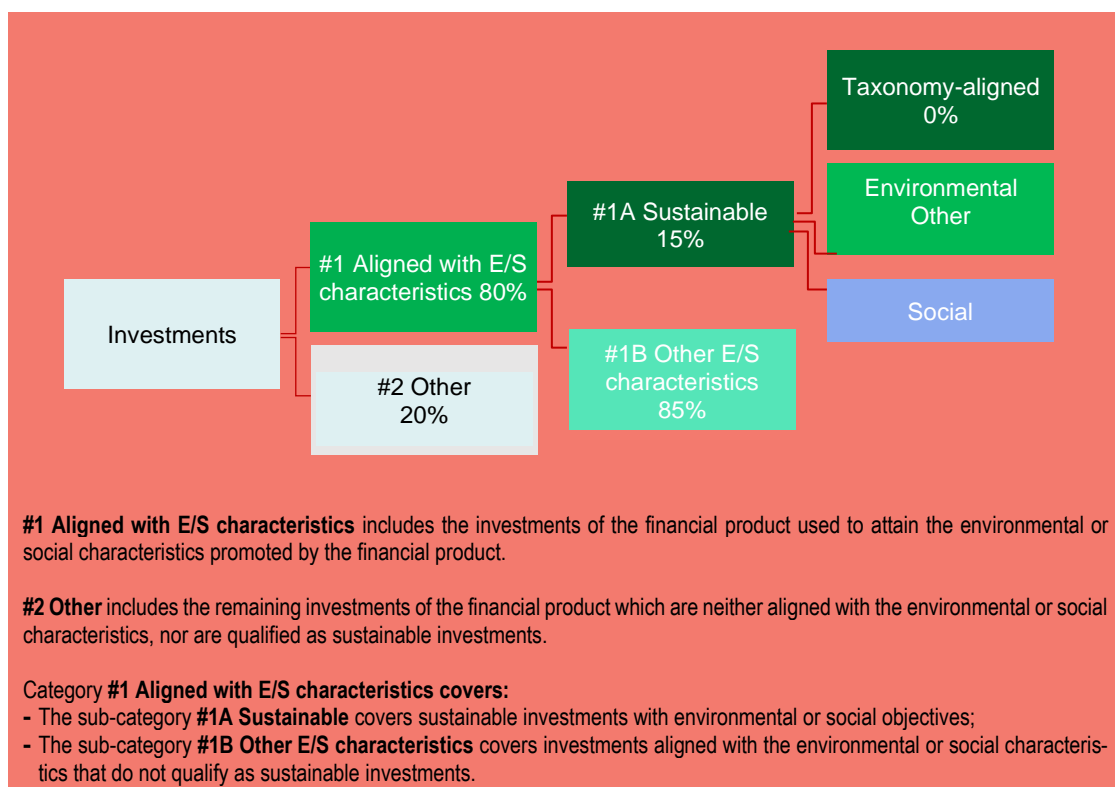 Taxonomy-aligned
0%
Environmental
Other
#1A Sustainable
15%
#1 Aligned with E/S
characteristics 80%
Social
Investments
#1B Other E/S
characteristics
85%
#2 Other
20%
#1 Aligned with E/S characteristics includes the investments of the financial product used to attain the environmental or
social characteristics promoted by the financial product.
#2 Other includes the remaining investments of the financial product which are neither aligned with the environmental or social
characteristics, nor are qualified as sustainable investments.
Category #1 Aligned with E/S characteristics covers:
- The sub-category #1A Sustainable covers sustainable investments with environmental or social objectives;
- The sub-category #1B Other E/S characteristics covers investments aligned with the environmental or social characteris-
tics that do not qualify as sustainable investments.